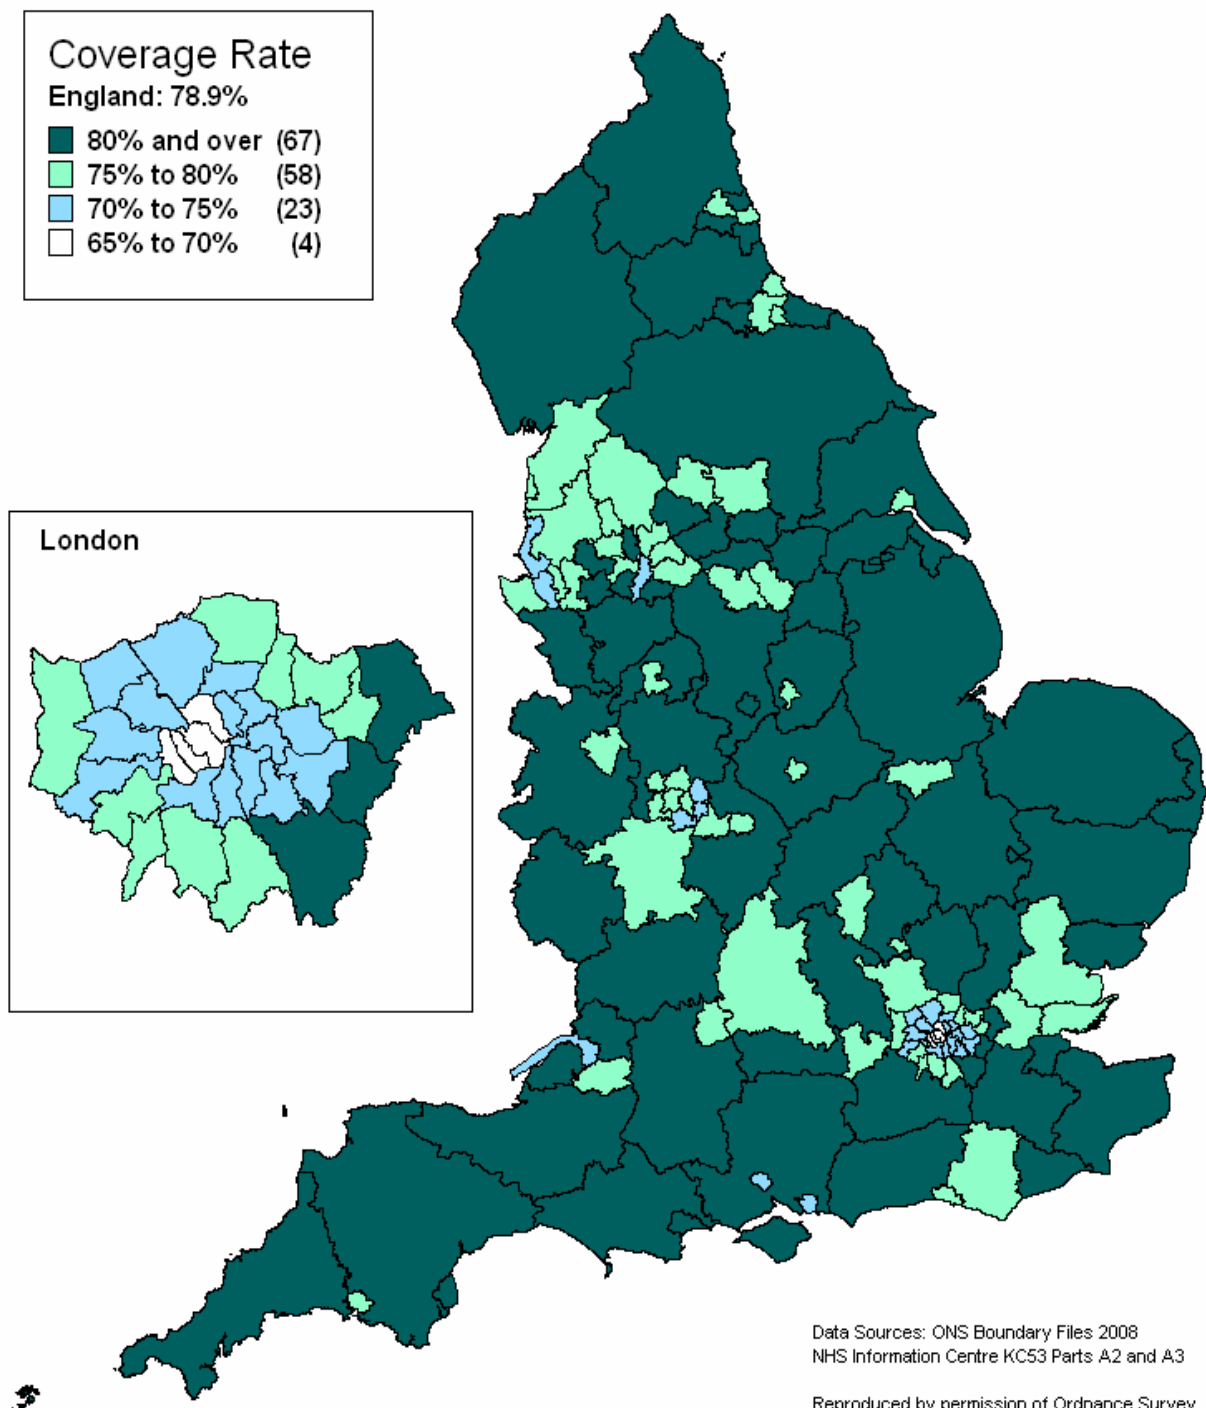 Coverage Rate
England: 78.9%
80% and over (67)
75% to 80% (58)
70% to 75% (23)
65% to 70% (4)
London
Data Sources: ONS Boundary Files 2008
NHS Information Centre KC53 Parts A2 and A3
Reproduced by permission of Ordnance Survey